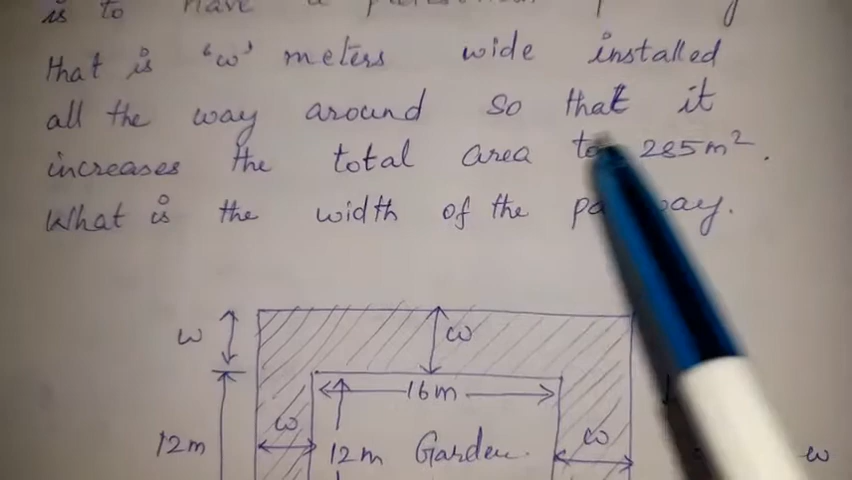 is to have a
that is 'w' meters wide installed
all the way around so that it
increases the total area to 285m².
What is the width of the
w
w
16m
12m
w
12m
Garden
w
w